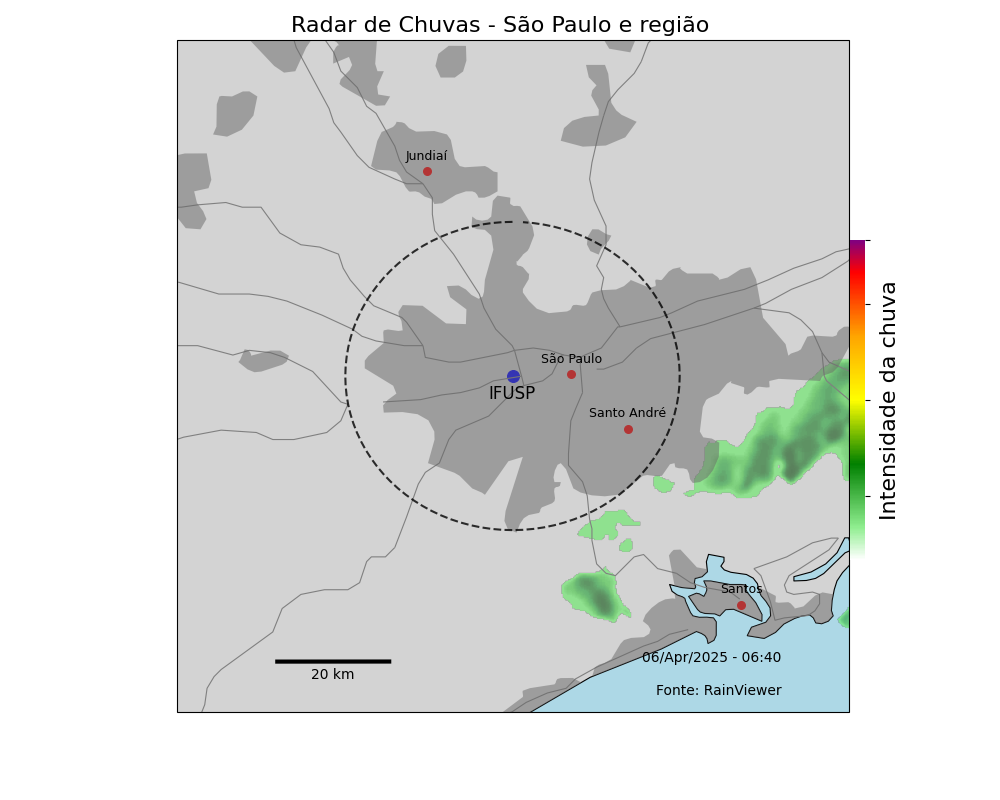 Radar de Chuvas - São Paulo e região
Jundiaí
São Paulo
IFUSP
Santo André
Santos
Intensidade da chuva
20 km
06/Apr/2025 - 06:40
Fonte: RainViewer